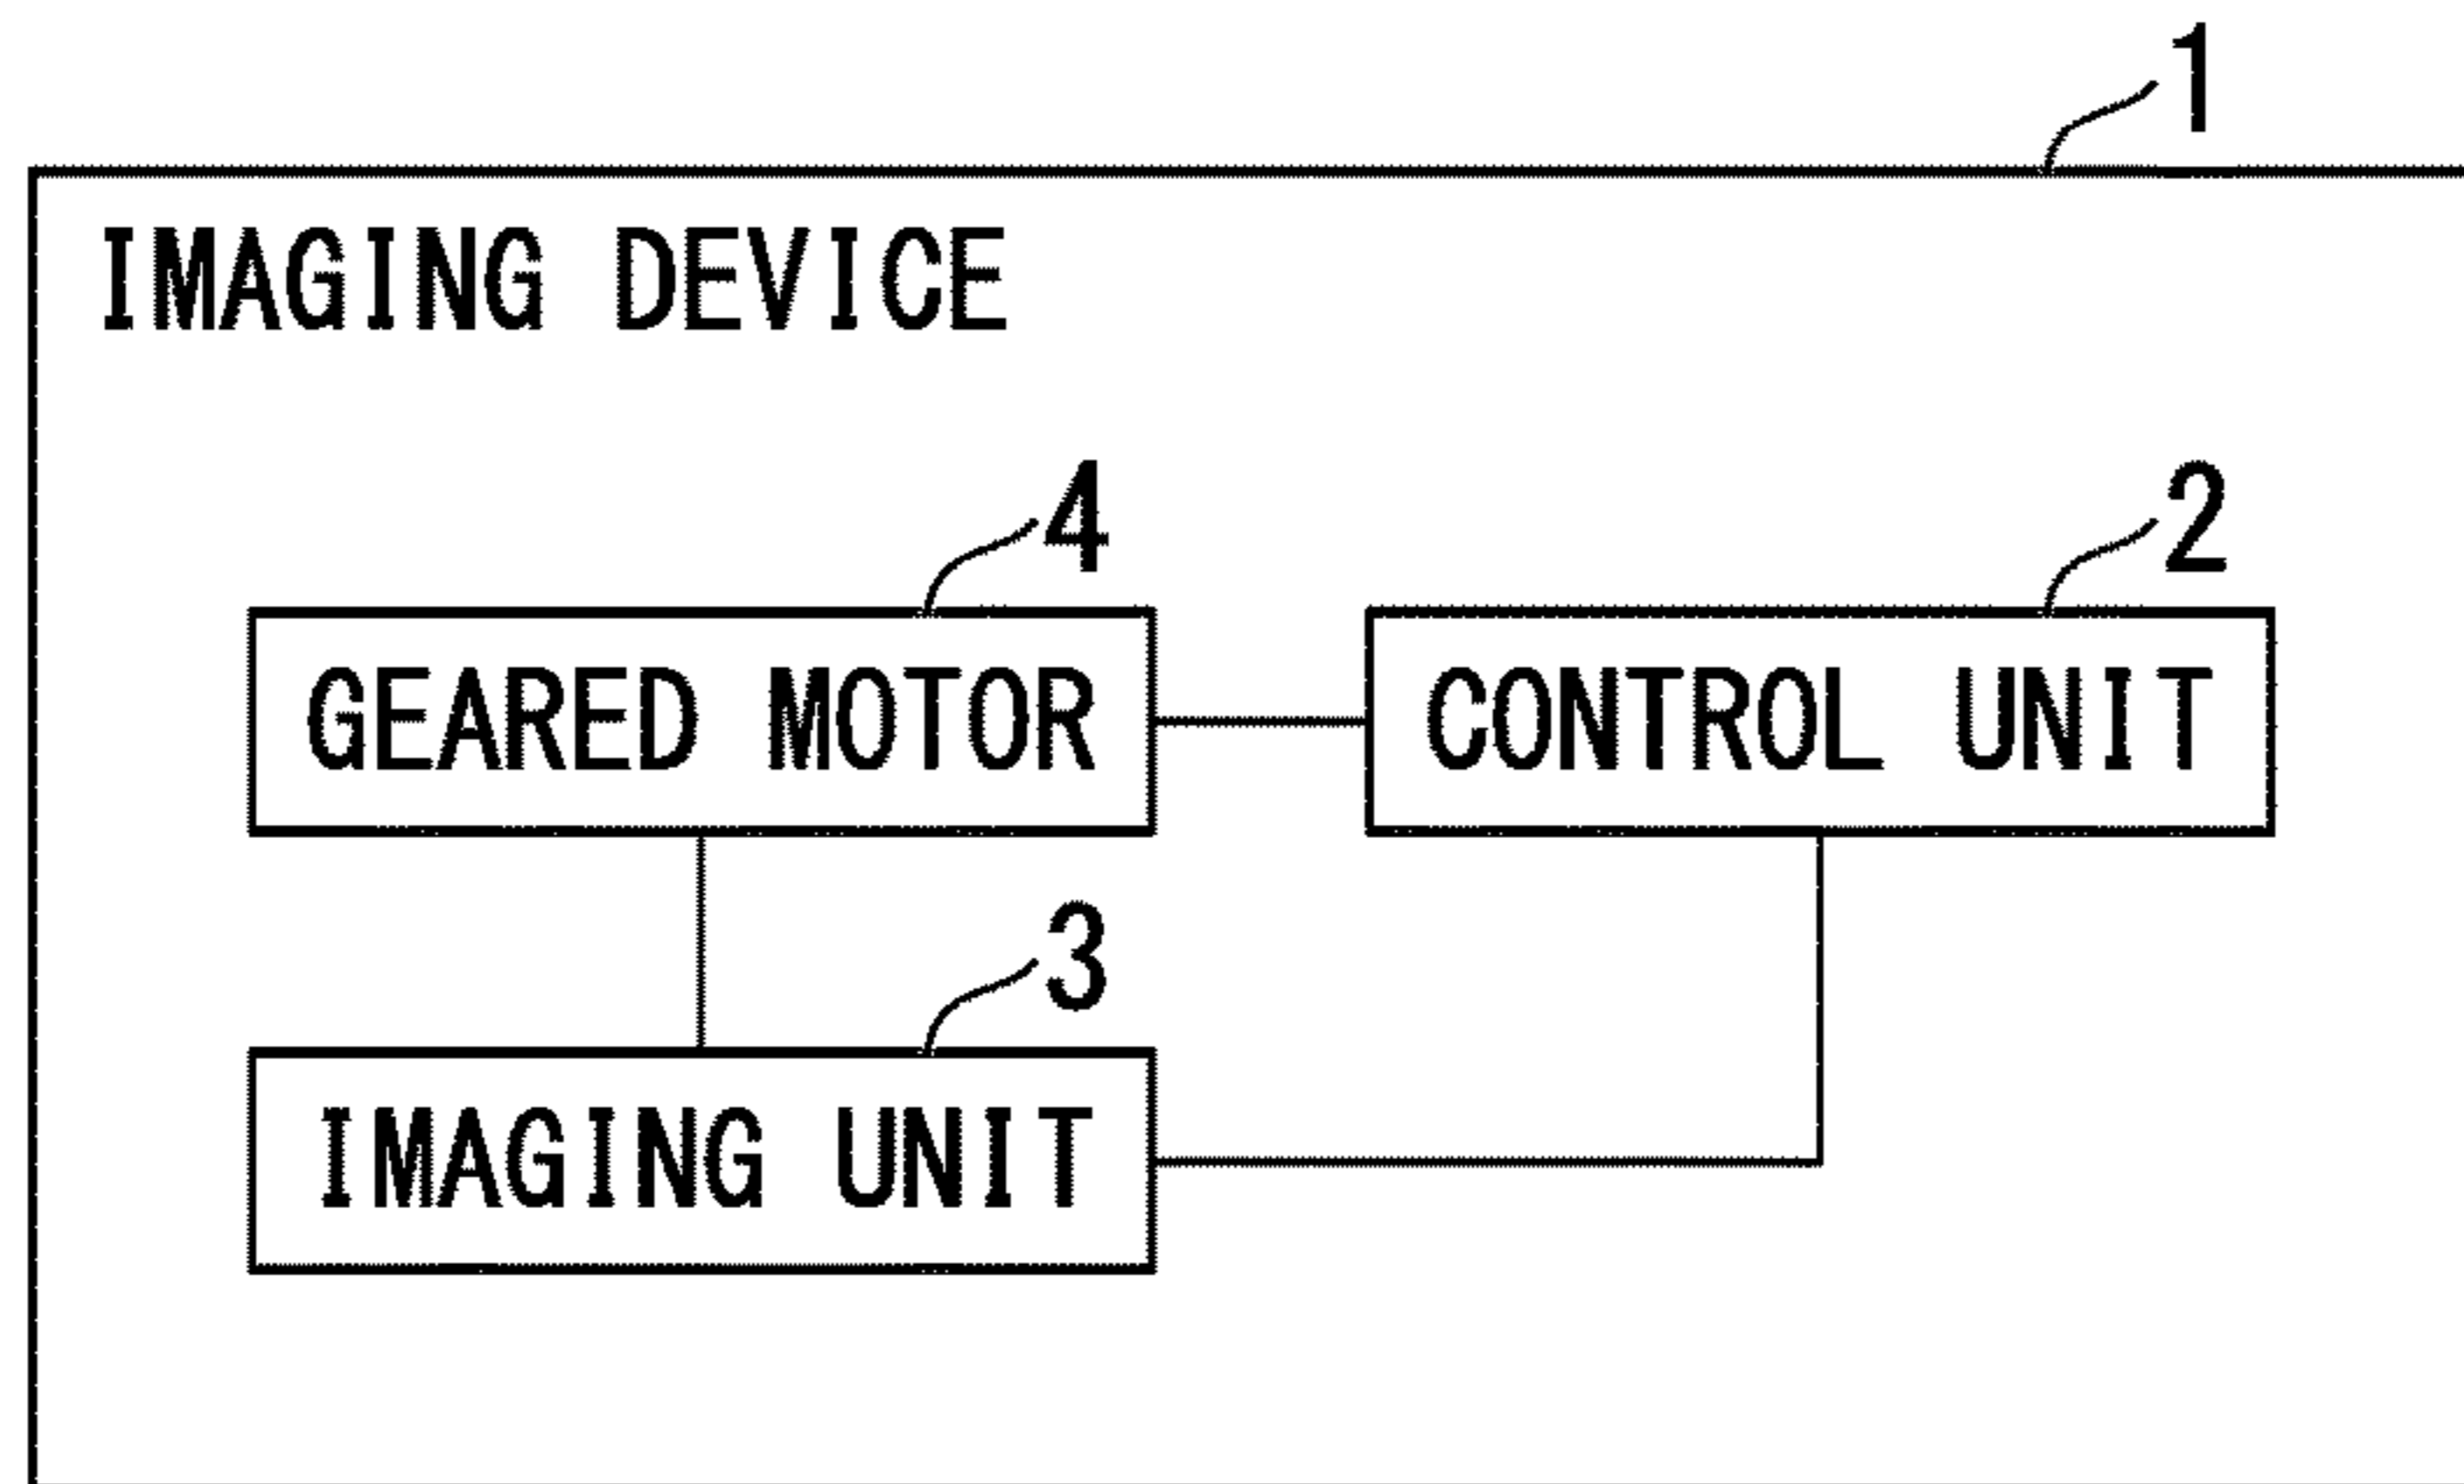 1
IMAGING DEVICE
4
2
GEARED MOTOR
CONTROL UNIT
3
IMAGING UNIT